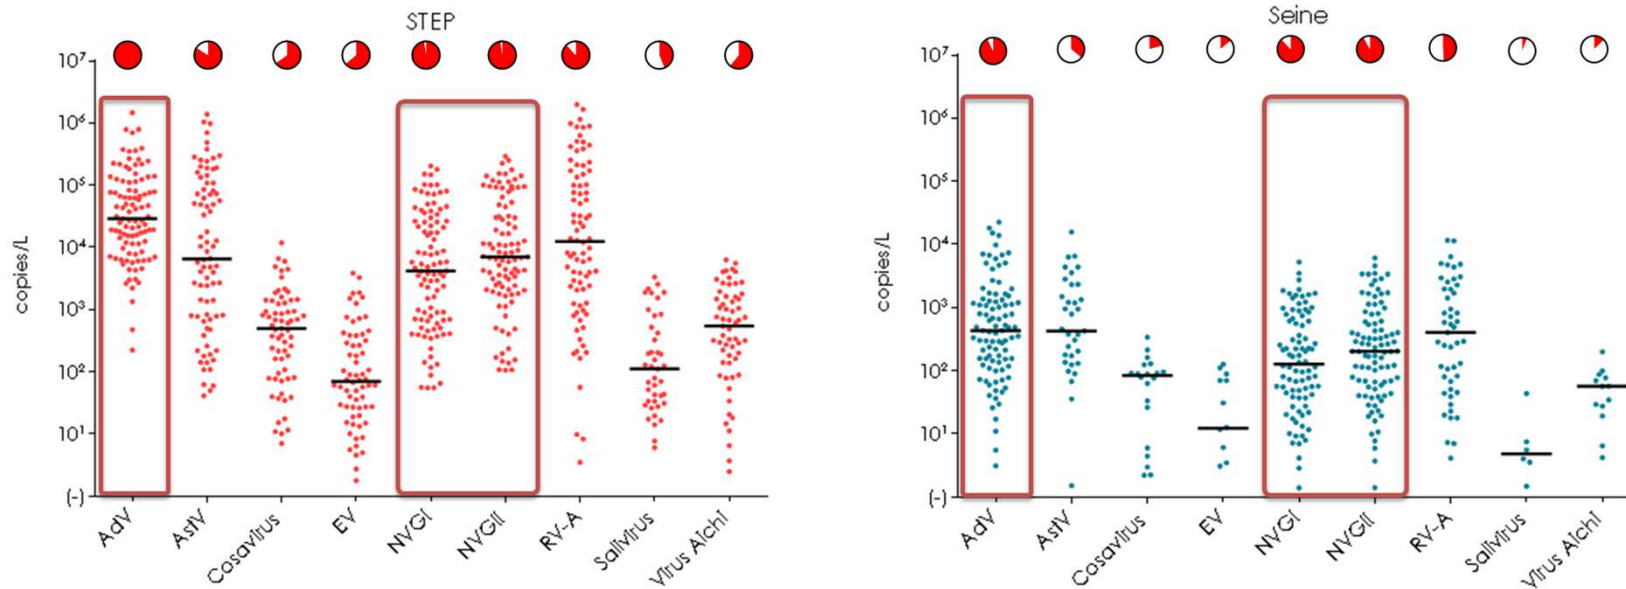 STEP
10⁷
10⁶
10⁵
10⁴
10³
10²
10¹
(-)
copies/L
AdV
AstV
Cosavirus
EV
NVGI
NVGII
RV-A
Salivirus
Virus Aichi
Seine
10⁷
10⁶
10⁵
10⁴
10³
10²
10¹
(-)
copies/L
AdV
AstV
Cosavirus
EV
NVGI
NVGII
RV-A
Salivirus
Virus Aichi